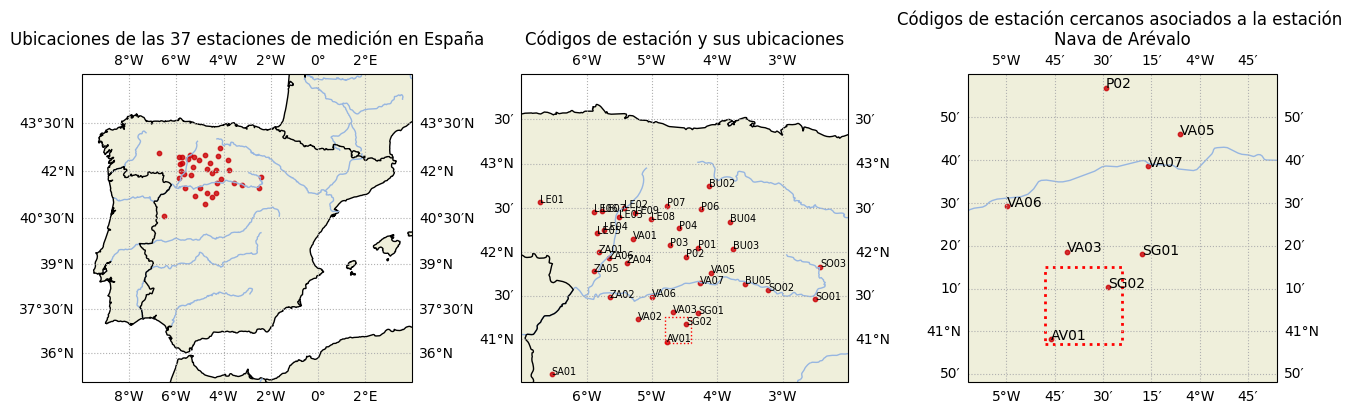 Ubicaciones de las 37 estaciones de medición en España
8°W 6°W 4°W 2°W 0° 2°E
43°30′N 43°30′N
42°N 42°N
40°30′N 40°30′N
39°N 39°N
37°30′N 37°30′N
36°N 36°N
8°W 6°W 4°W 2°W 0° 2°E
Códigos de estación y sus ubicaciones
6°W 5°W 4°W 3°W
30′ 30′
43°N 43°N
30′ 30′
42°N 42°N
30′ 30′
41°N 41°N
6°W 5°W 4°W 3°W
BU02
LE01
LE02
P07
P06
LE09
LE08
LE03
BU04
LE04
P04
LE05
VA01
P03
P01
BU03
ZA01
ZA06
P02
ZA04
ZA05
VA05
SO03
VA07
BU05
SO02
ZA02
VA06
SO01
VA03
SG01
VA02
SG02
AV01
SA01
Códigos de estación cercanos asociados a la estación
Nava de Arévalo
5°W 45′ 30′ 15′ 4°W 45′
P02
50′ 50′
VA05
40′ 40′
VA07
30′ 30′
VA06
20′ 20′
VA03
SG01
10′ 10′
SG02
41°N 41°N
AV01
50′ 50′
5°W 45′ 30′ 15′ 4°W 45′